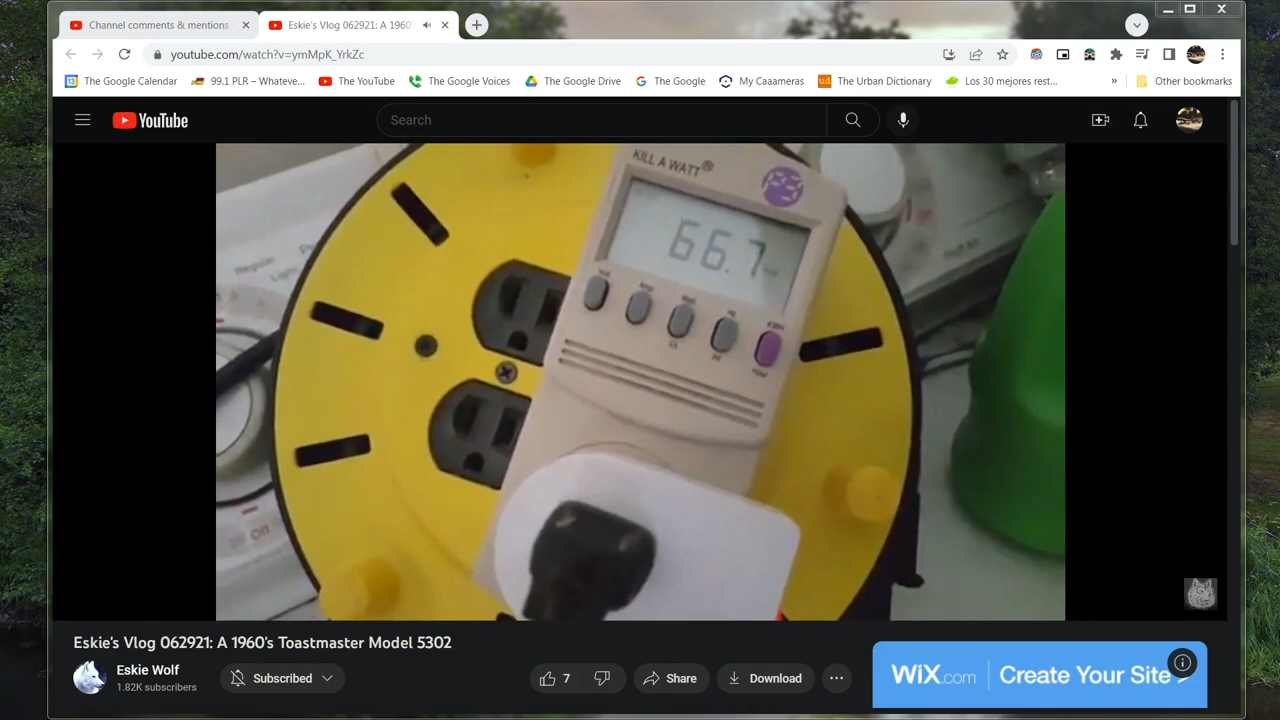 Channel comments & mentions
Eskie's Vlog 062921: A 1960'
youtube.com/watch?v=ymMpK_YrkZc
The Google Calendar
99.1 PLR — Whateve...
The YouTube
The Google Voices
The Google Drive
The Google
My Caaameras
The Urban Dictionary
Los 30 mejores rest...
»
Other bookmarks
YouTube
Search
KILL A WATT®
66.7
Regular
Light
Off
Eskie's Vlog 062921: A 1960's Toastmaster Model 5302
Eskie Wolf
1.82K subscribers
Subscribed
7
Share
Download
WiX.com | Create Your Site >